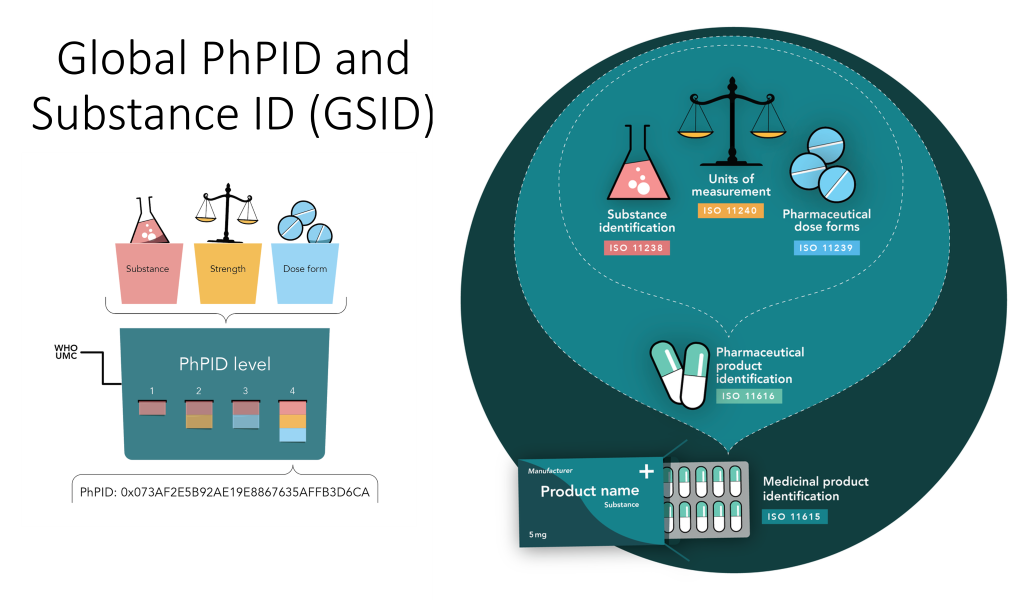 Global PhPID and
Substance ID (GSID)
Substance
Strength
Dose form
WHO
UMC
PhPID level
1
2
3
4
PhPID: 0x073AF2E5B92AE19E8867635AFFB3D6CA
Units of
measurement
ISO 11240
Substance
identification
ISO 11238
Pharmaceutical
dose forms
ISO 11239
Pharmaceutical
product
identification
ISO 11616
Manufacturer
Product name
Substance
5 mg
Medicinal product
identification
ISO 11615